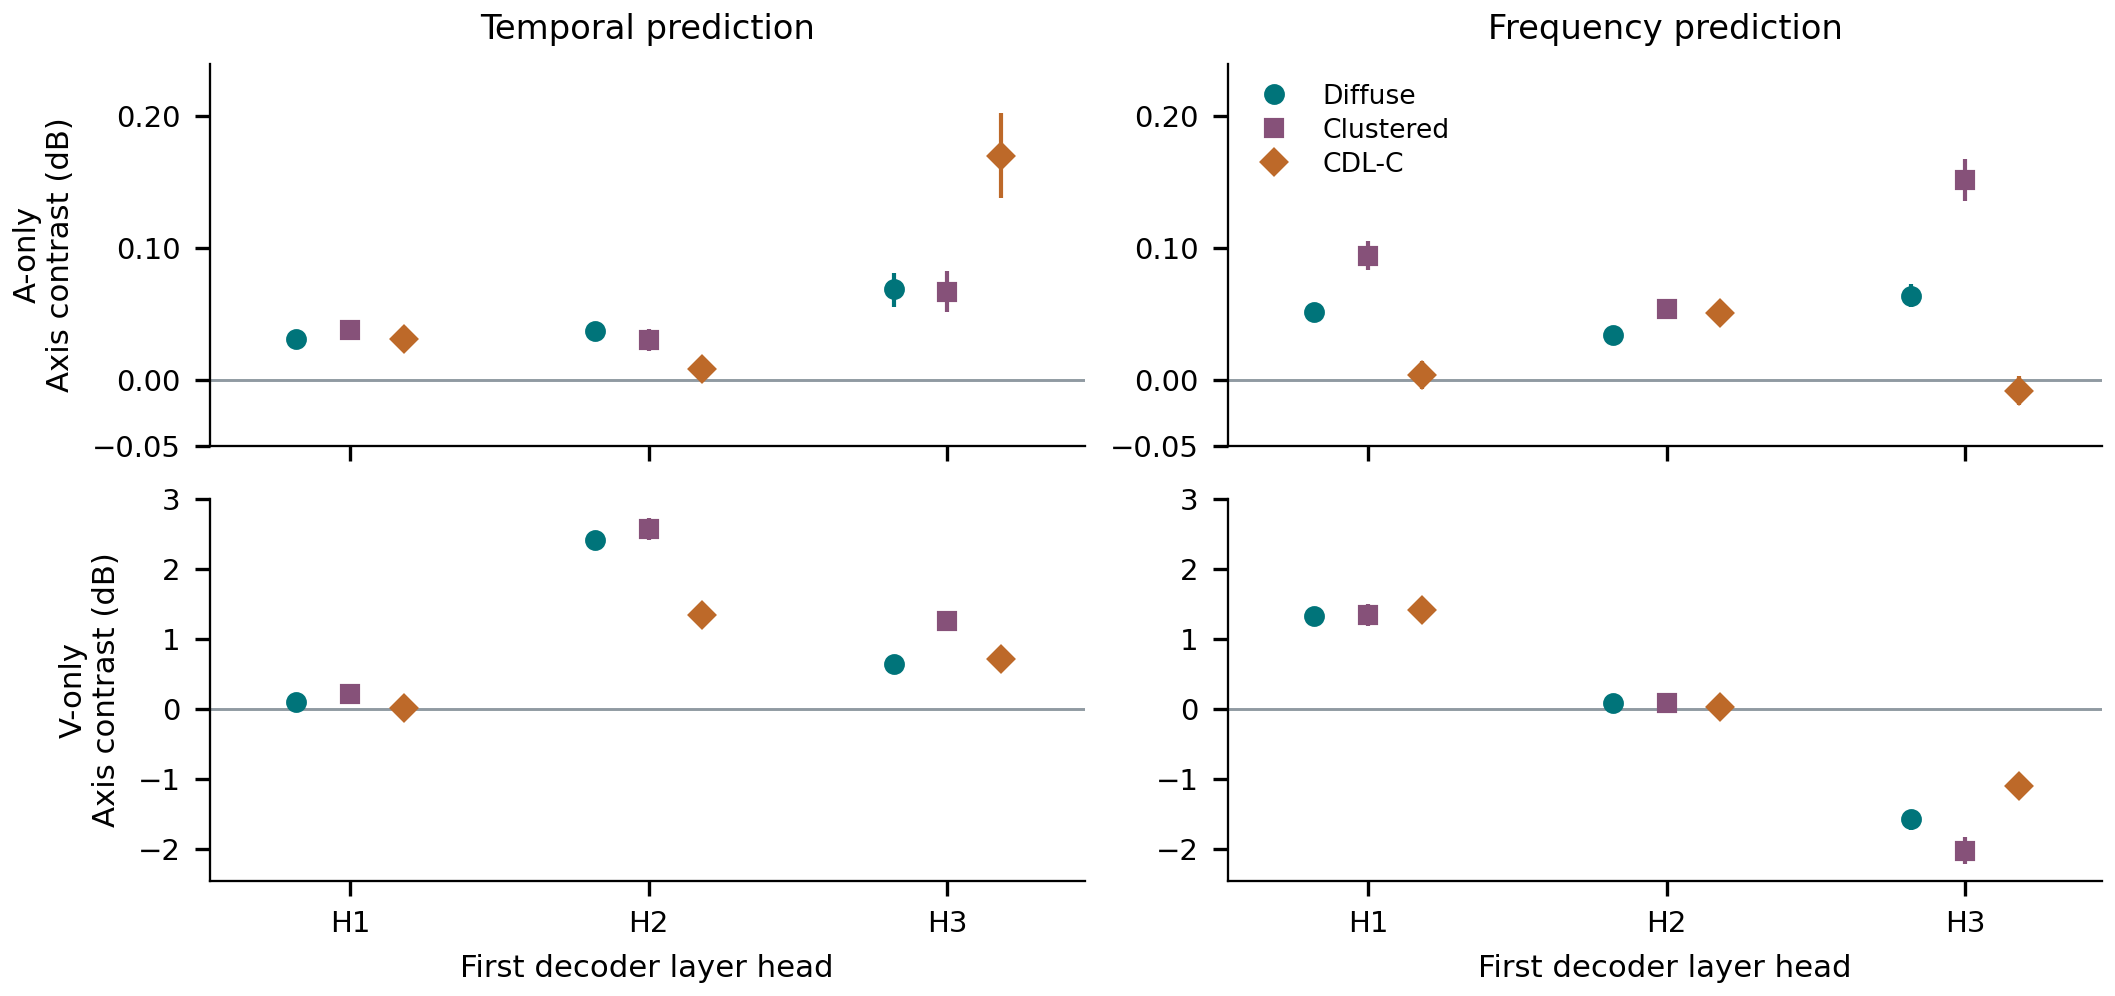 Temporal prediction
Frequency prediction
A-only
Axis contrast (dB)
0.20
0.10
0.00
−0.05
0.20
0.10
0.00
−0.05
Diffuse
Clustered
CDL-C
V-only
Axis contrast (dB)
3
2
1
0
−1
−2
3
2
1
0
−1
−2
H1
H2
H3
H1
H2
H3
First decoder layer head
First decoder layer head